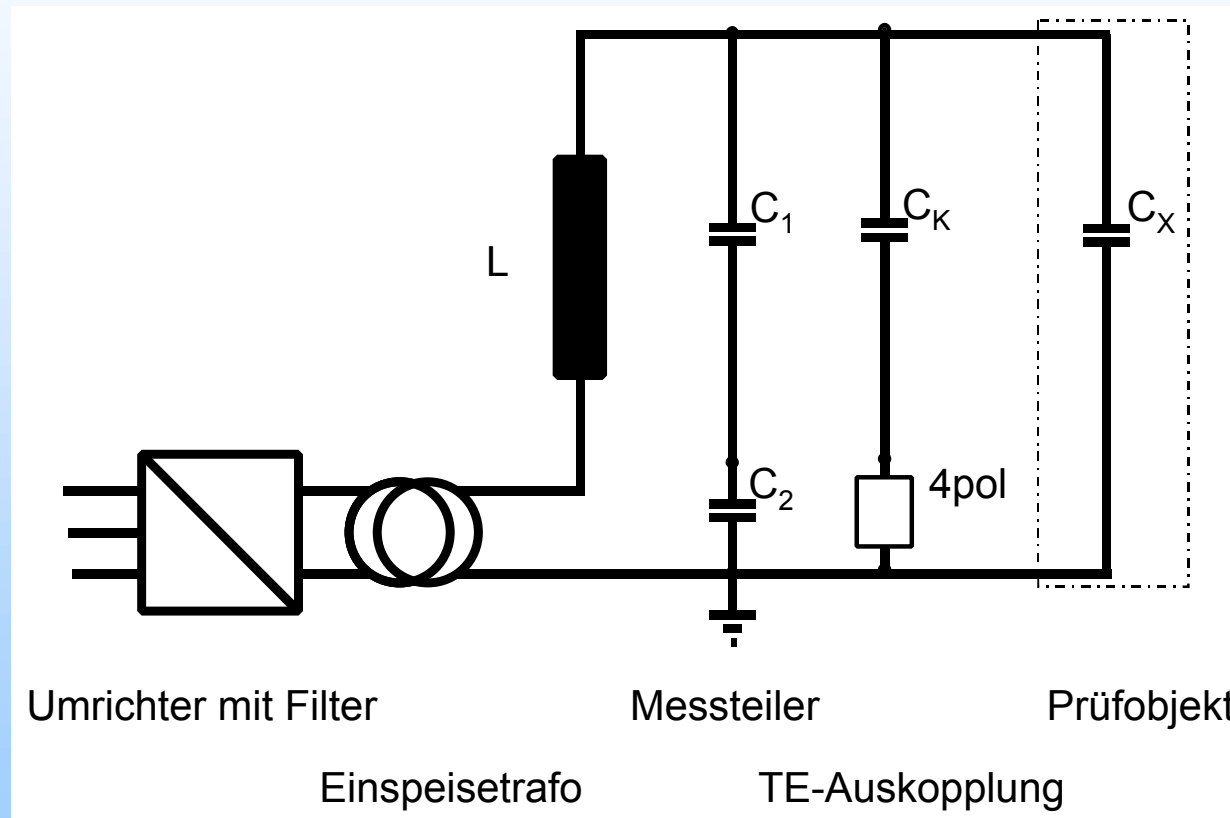 C1
CK
CX
L
C2
4pol
Umrichter mit Filter
Messteiler
Prüfobjekt
Einspeisetrafo
TE-Auskopplung